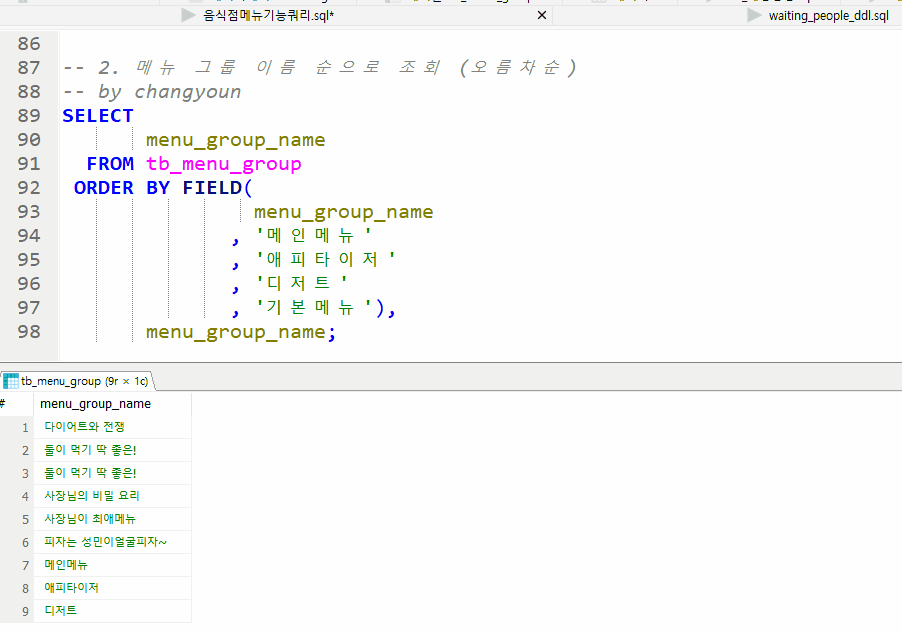 음식점메뉴기능쿼리.sql*
waiting_people_ddl.sql
86
87 -- 2. 메뉴 그룹 이름 순으로 조회 (오름차순)
88 -- by changyoun
89 SELECT
90 menu_group_name
91 FROM tb_menu_group
92 ORDER BY FIELD(
93 menu_group_name
94 , '메인메뉴'
95 , '애피타이저'
96 , '디저트'
97 , '기본메뉴'),
98 menu_group_name;
tb_menu_group (9r × 1c)
# menu_group_name
1 다이어트와 전쟁
2 둘이 먹기 딱 좋은!
3 둘이 먹기 딱 좋은!
4 사장님의 비밀 요리
5 사장님이 최애메뉴
6 피자는 성민이얼굴피자~
7 메인메뉴
8 애피타이저
9 디저트